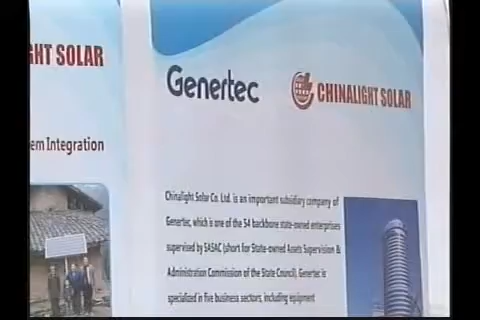 HT SOLAR
em Integration
Genertec
CHINALIGHT SOLAR
Chinalight Solar Co. Ltd. is an important subsidiary company of
Genertec, which is one of the 54 backbone state-owned enterprises
supervised by SASAC (short for State-owned Assets Supervision &
Administration Commission of the State Council). Genertec is
specialized in five business sectors, including equipment